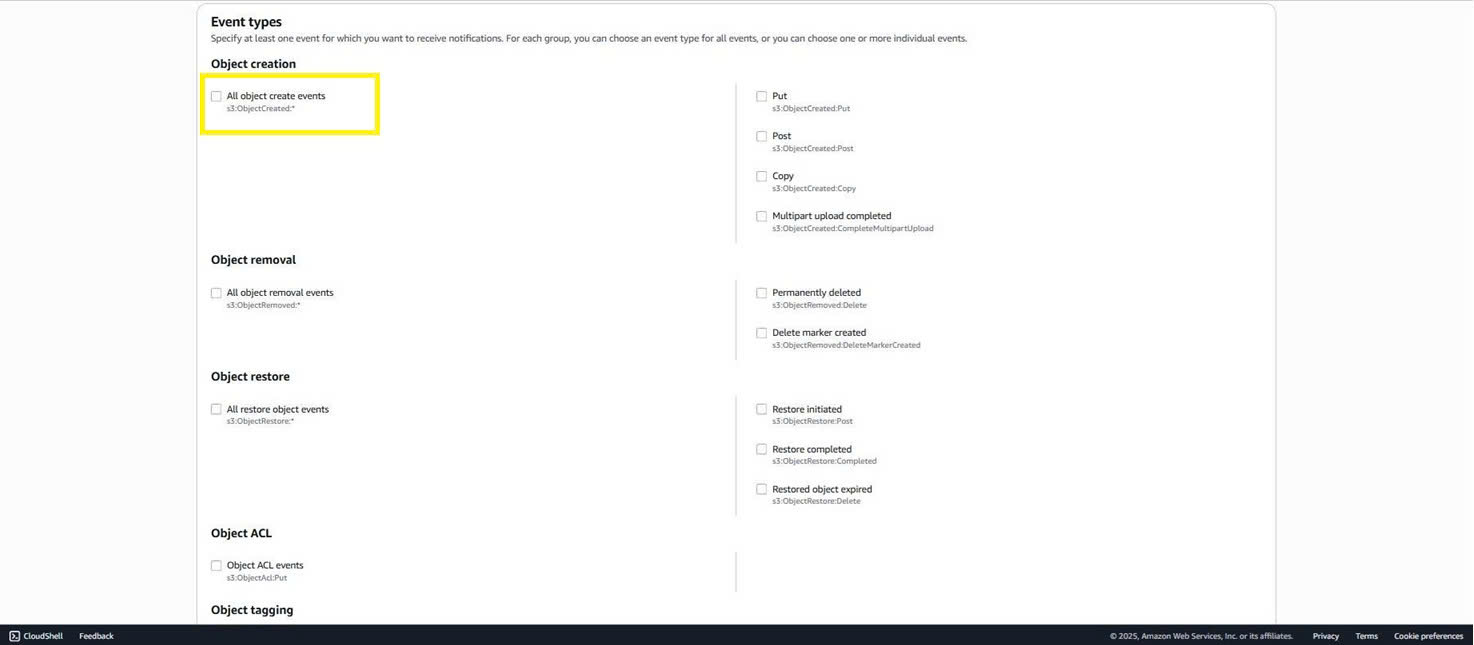 Event types
Specify at least one event for which you want to receive notifications. For each group, you can choose an event type for all events, or you can choose one or more individual events.
Object creation
All object create events
s3:ObjectCreated:*
Put
s3:ObjectCreated:Put
Post
s3:ObjectCreated:Post
Copy
s3:ObjectCreated:Copy
Multipart upload completed
s3:ObjectCreated:CompleteMultipartUpload
Object removal
All object removal events
s3:ObjectRemoved:*
Permanently deleted
s3:ObjectRemoved:Delete
Delete marker created
s3:ObjectRemoved:DeleteMarkerCreated
Object restore
All restore object events
s3:ObjectRestore:*
Restore initiated
s3:ObjectRestore:Post
Restore completed
s3:ObjectRestore:Completed
Restored object expired
s3:ObjectRestore:Delete
Object ACL
Object ACL events
s3:ObjectAcl:Put
Object tagging
CloudShell Feedback © 2025, Amazon Web Services, Inc. or its affiliates. Privacy Terms Cookie preferences